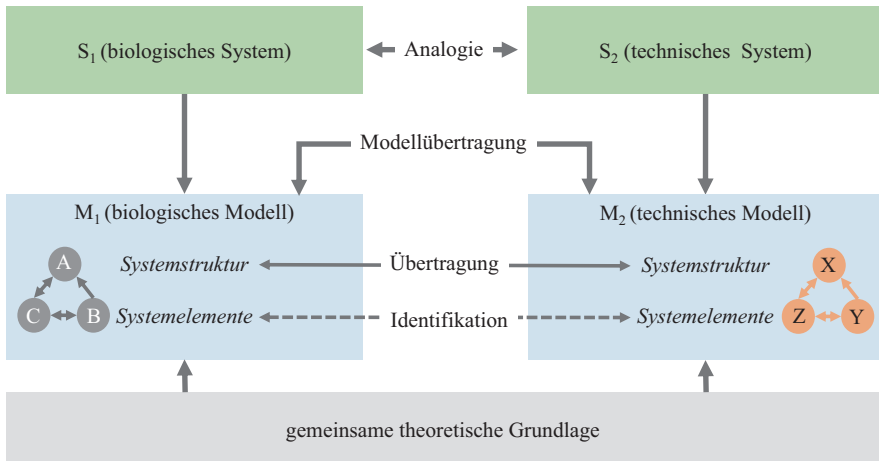 S₁ (biologisches System)
Analogie
S₂ (technisches System)
Modellübertragung
M₁ (biologisches Modell)
M₂ (technisches Modell)
A
Systemstruktur
Übertragung
Systemstruktur
X
C
B
Systemelemente
Identifikation
Systemelemente
Z
Y
gemeinsame theoretische Grundlage